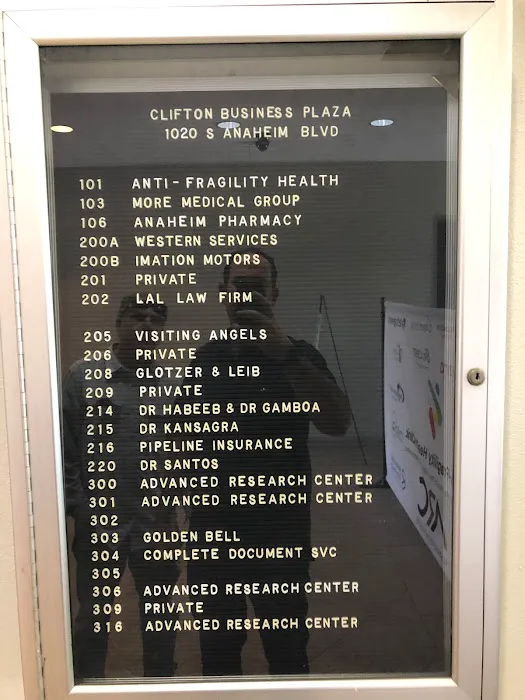 CLIFTON BUSINESS PLAZA
1020 S ANAHEIM BLVD
101 ANTI-FRAGILITY HEALTH
103 MORE MEDICAL GROUP
106 ANAHEIM PHARMACY
200A WESTERN SERVICES
200B IMATION MOTORS
201 PRIVATE
202 LAL LAW FIRM
205 VISITING ANGELS
206 PRIVATE
208 GLOTZER & LEIB
209 PRIVATE
214 DR HABEEB & DR GAMBOA
215 DR KANSAGRA
216 PIPELINE INSURANCE
220 DR SANTOS
300 ADVANCED RESEARCH CENTER
301 ADVANCED RESEARCH CENTER
302
303 GOLDEN BELL
304 COMPLETE DOCUMENT SVC
305
306 ADVANCED RESEARCH CENTER
309 PRIVATE
316 ADVANCED RESEARCH CENTER